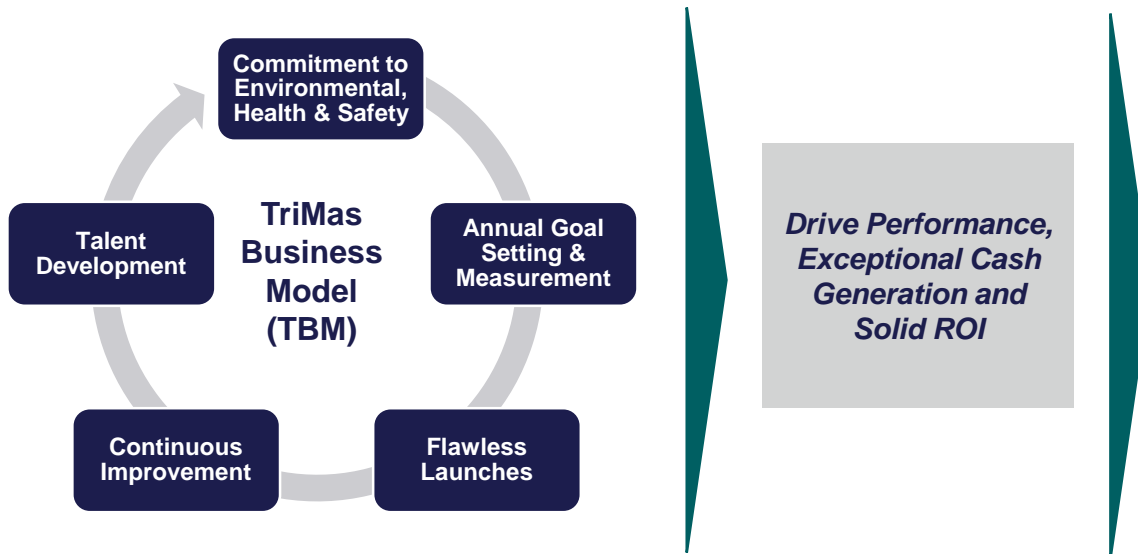 Commitment to
Environmental,
Health & Safety
TriMas
Business
Model
(TBM)
Annual Goal
Setting &
Measurement
Flawless
Launches
Continuous
Improvement
Talent
Development
Drive Performance,
Exceptional Cash
Generation and
Solid ROI